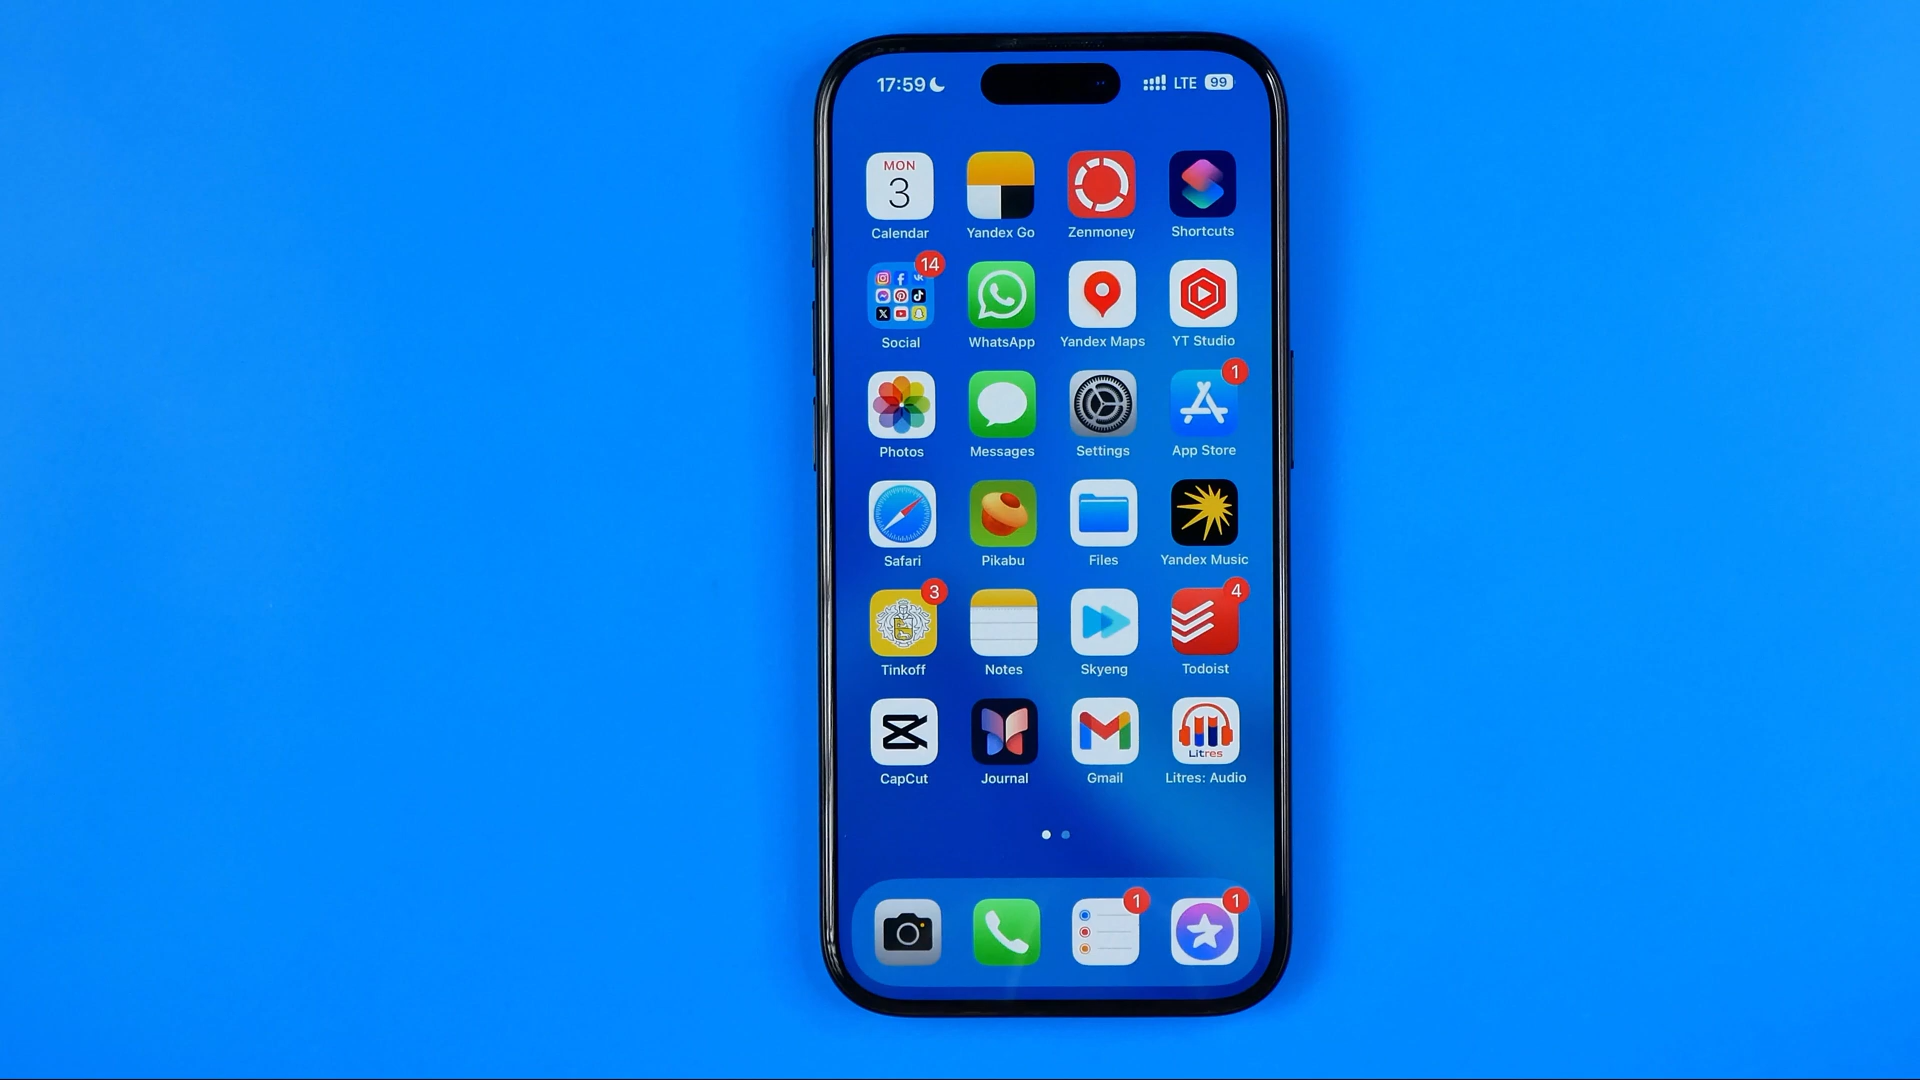 17:59 LTE 99
MON
3
Calendar Yandex Go Zenmoney Shortcuts
14
Social WhatsApp Yandex Maps YT Studio
1
Photos Messages Settings App Store
Safari Pikabu Files Yandex Music
3 4
Tinkoff Notes Skyeng Todoist
Litres
CapCut Journal Gmail Litres: Audio
1 1